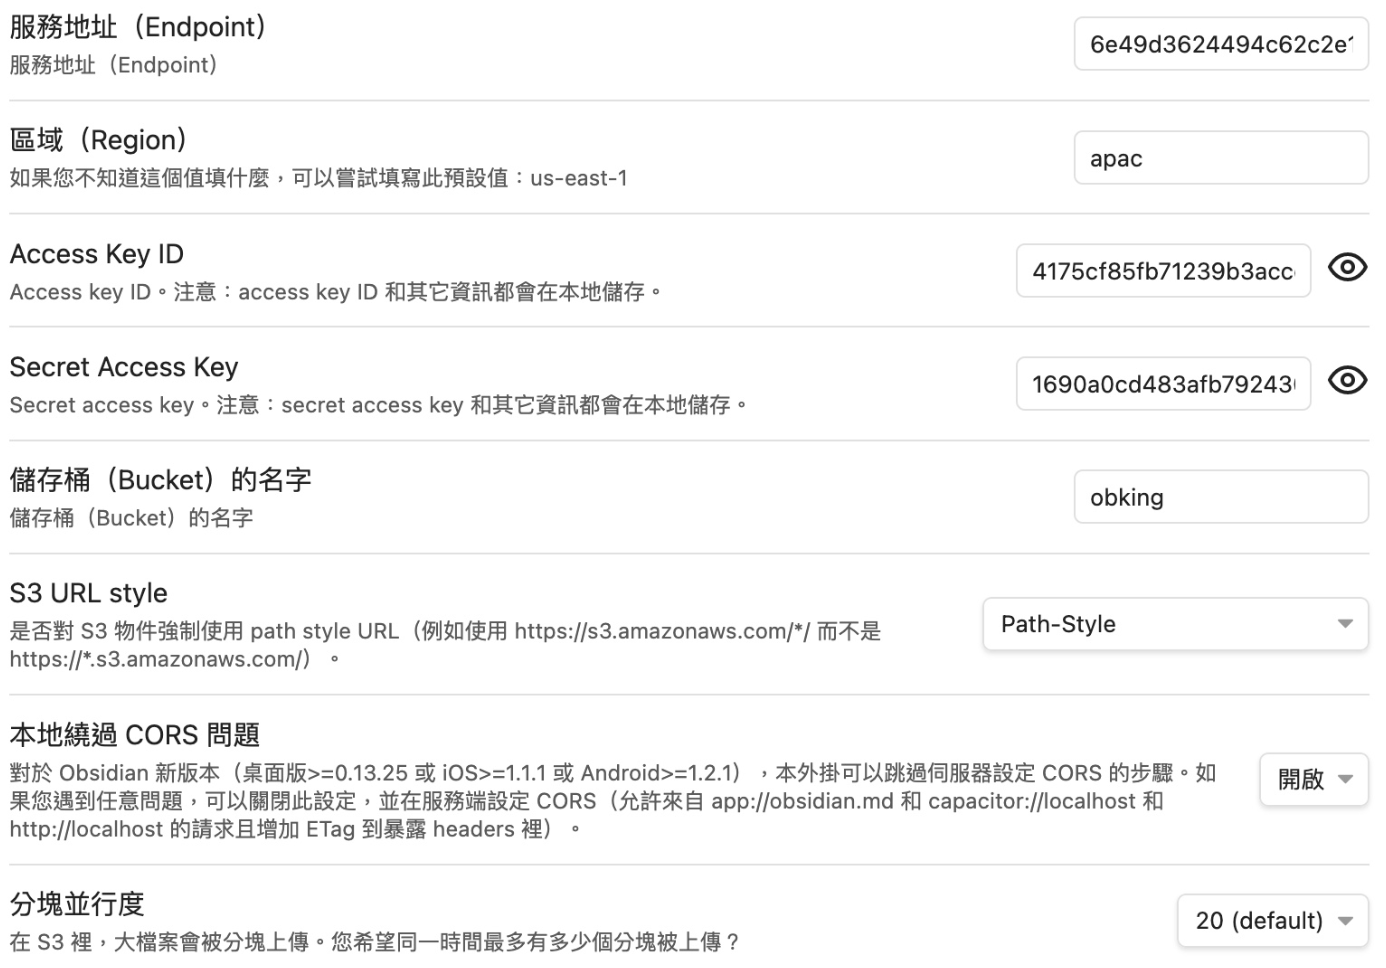 服務地址（Endpoint）
服務地址（Endpoint）
6e49d3624494c62c2e1
區域（Region）
如果您不知道這個值填什麼，可以嘗試填寫此預設值：us-east-1
apac
Access Key ID
Access key ID。注意：access key ID 和其它資訊都會在本地儲存。
4175cf85fb71239b3acc
Secret Access Key
Secret access key。注意：secret access key 和其它資訊都會在本地儲存。
1690a0cd483afb79243
儲存桶（Bucket）的名字
儲存桶（Bucket）的名字
obking
S3 URL style
是否對 S3 物件強制使用 path style URL（例如使用 https://s3.amazonaws.com/*/ 而不是
https://*.s3.amazonaws.com/）。
Path-Style
本地繞過 CORS 問題
對於 Obsidian 新版本（桌面版>=0.13.25 或 iOS>=1.1.1 或 Android>=1.2.1），本外掛可以跳過伺服器設定 CORS 的步驟。如
果您遇到任意問題，可以關閉此設定，並在服務端設定 CORS（允許來自 app://obsidian.md 和 capacitor://localhost 和
http://localhost 的請求且增加 ETag 到暴露 headers 裡）。
開啟
分塊並行度
在 S3 裡，大檔案會被分塊上傳。您希望同一時間最多有多少個分塊被上傳？
20 (default)